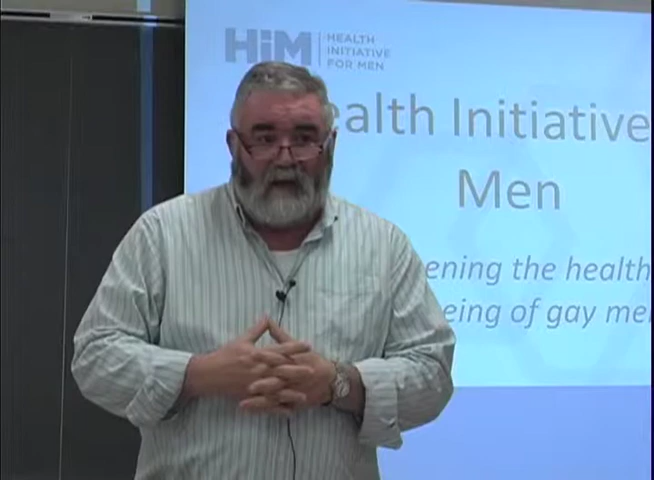 HiM
HEALTH
INITIATIVE
FOR MEN
ealth Initiative
Men
ening the health
eing of gay me